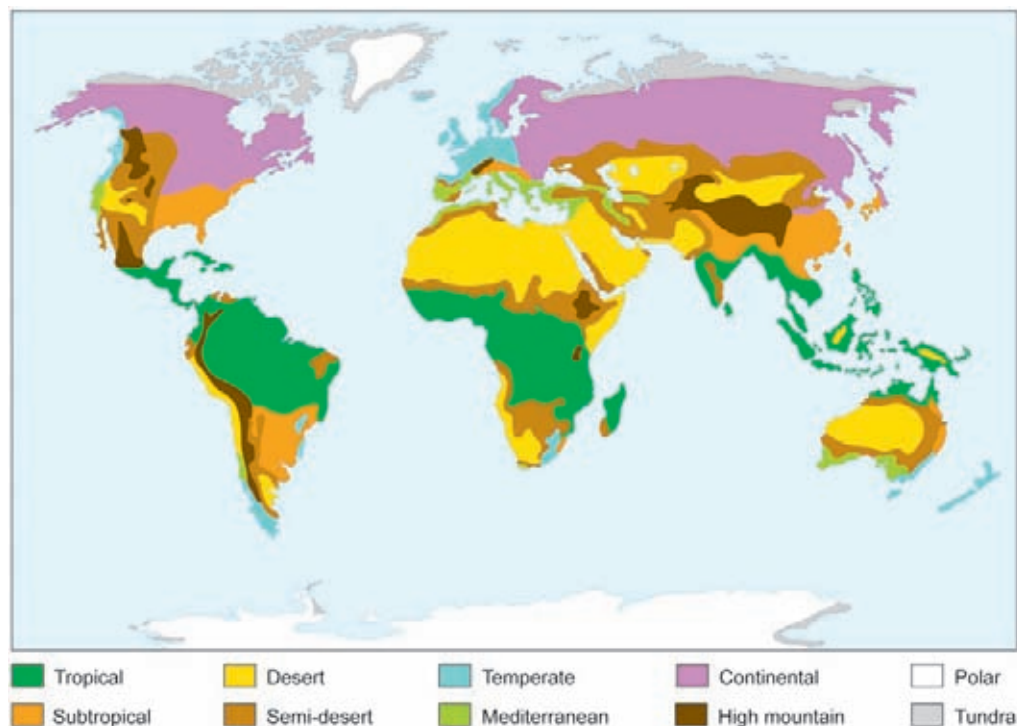 Tropical Desert Temperate Continental Polar
Subtropical Semi-desert Mediterranean High mountain Tundra